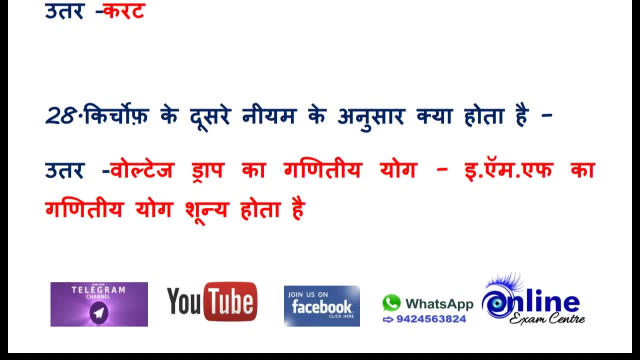 उतर -करट
28·किर्चोफ़ के दूसरे नीयम के अनुसार क्या होता है –
उतर -वोल्टेज ड्राप का गणितीय योग – इ.ऍम.एफ का
गणितीय योग शून्य होता है
TELEGRAM
CHANNEL
YouTube
JOIN US ON
facebook
CLICK HERE
WhatsApp
⇨ 9424563824
Online
Exam Centre